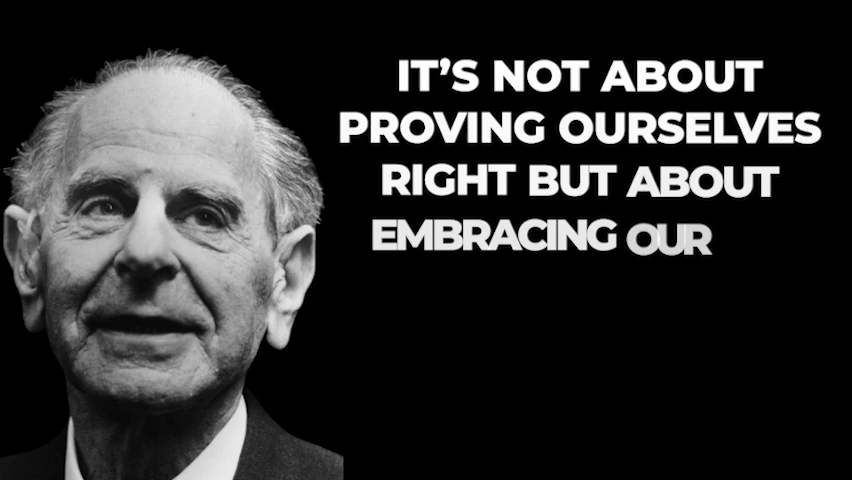 IT'S NOT ABOUT
PROVING OURSELVES
RIGHT BUT ABOUT
EMBRACING OUR